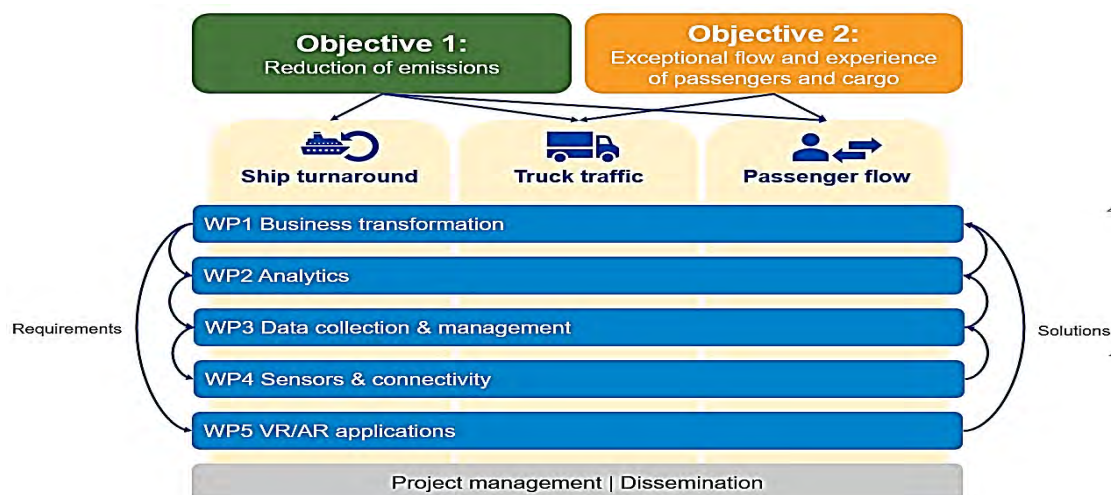 Objective 1:
Reduction of emissions
Objective 2:
Exceptional flow and experience
of passengers and cargo
Ship turnaround
Truck traffic
Passenger flow
WP1 Business transformation
WP2 Analytics
WP3 Data collection & management
WP4 Sensors & connectivity
WP5 VR/AR applications
Requirements
Solutions
Project management | Dissemination